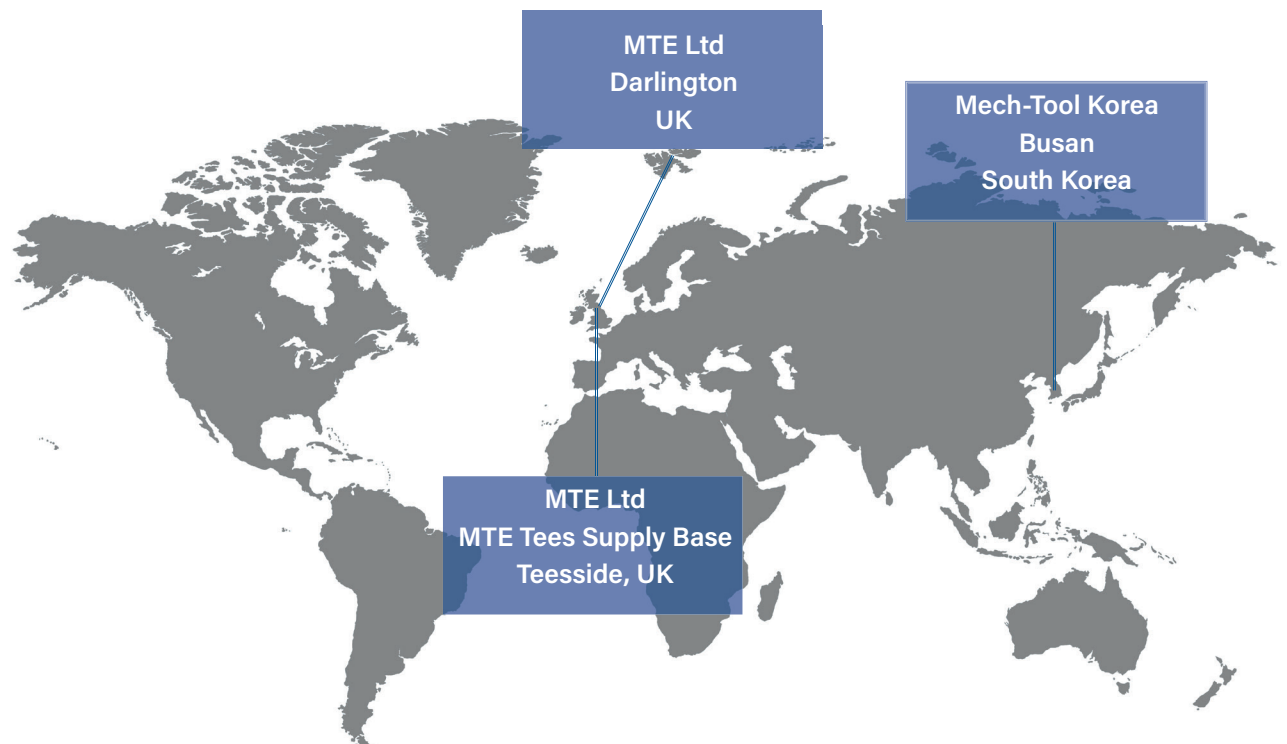 MTE Ltd
Darlington
UK
Mech-Tool Korea
Busan
South Korea
MTE Ltd
MTE Tees Supply Base
Teesside, UK